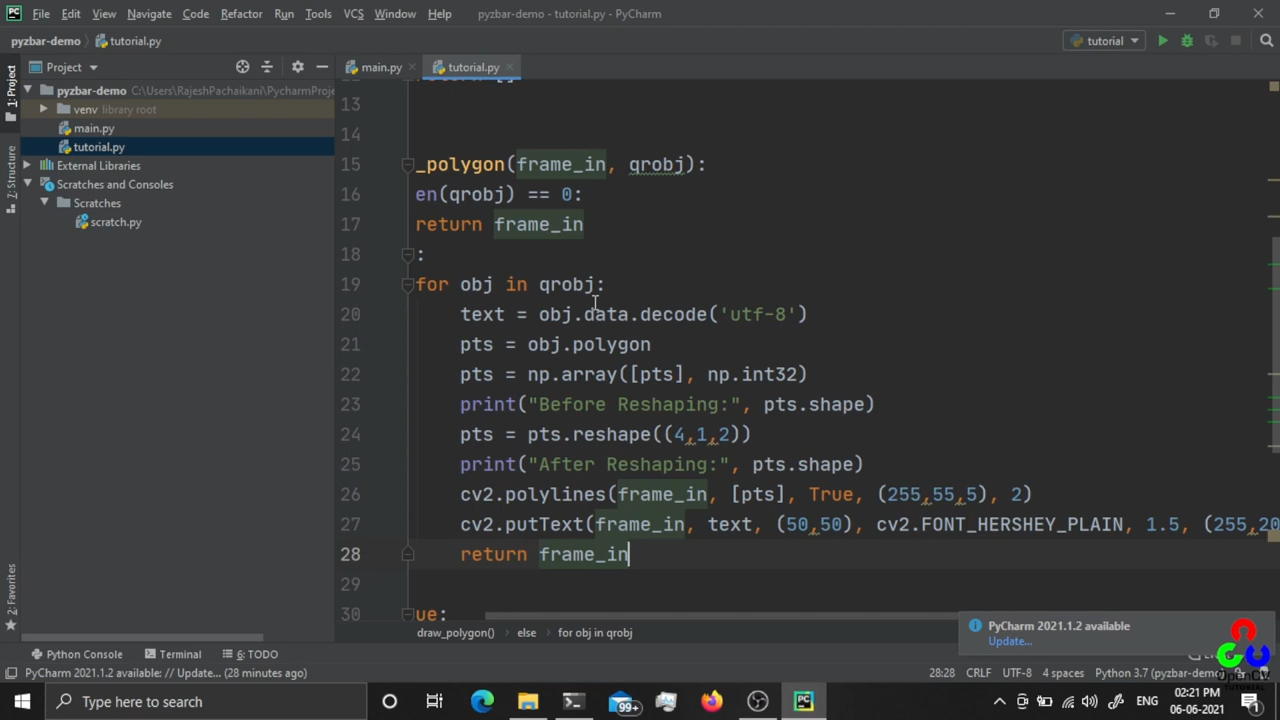 PC File Edit View Navigate Code Refactor Run Tools VCS Window Help pyzbar-demo - tutorial.py - PyCharm
pyzbar-demo tutorial.py tutorial
Project main.py tutorial.py
pyzbar-demo C:\Users\RajeshPachaikani\PycharmProje
venv library root
main.py
tutorial.py
External Libraries
Scratches and Consoles
Scratches
scratch.py
1: Project
Structure
2: Favorites
13
14
15 _polygon(frame_in, qrobj):
16 en(qrobj) == 0:
17 return frame_in
18 :
19 for obj in qrobj:
20 text = obj.data.decode('utf-8')
21 pts = obj.polygon
22 pts = np.array([pts], np.int32)
23 print("Before Reshaping:", pts.shape)
24 pts = pts.reshape((4,1,2))
25 print("After Reshaping:", pts.shape)
26 cv2.polylines(frame_in, [pts], True, (255,55,5), 2)
27 cv2.putText(frame_in, text, (50,50), cv2.FONT_HERSHEY_PLAIN, 1.5, (255,20
28 return frame_in
29
30 ue:
draw_polygon() else for obj in qrobj
PyCharm 2021.1.2 available
Update...
Python Console Terminal 6: TODO
PyCharm 2021.1.2 available: // Update... (28 minutes ago) 28:28 CRLF UTF-8 4 spaces Python 3.7 (pyzbar-demo)
OpenCV
TUTORIAL
Type here to search 99+ ENG 02:21 PM
06-06-2021 1